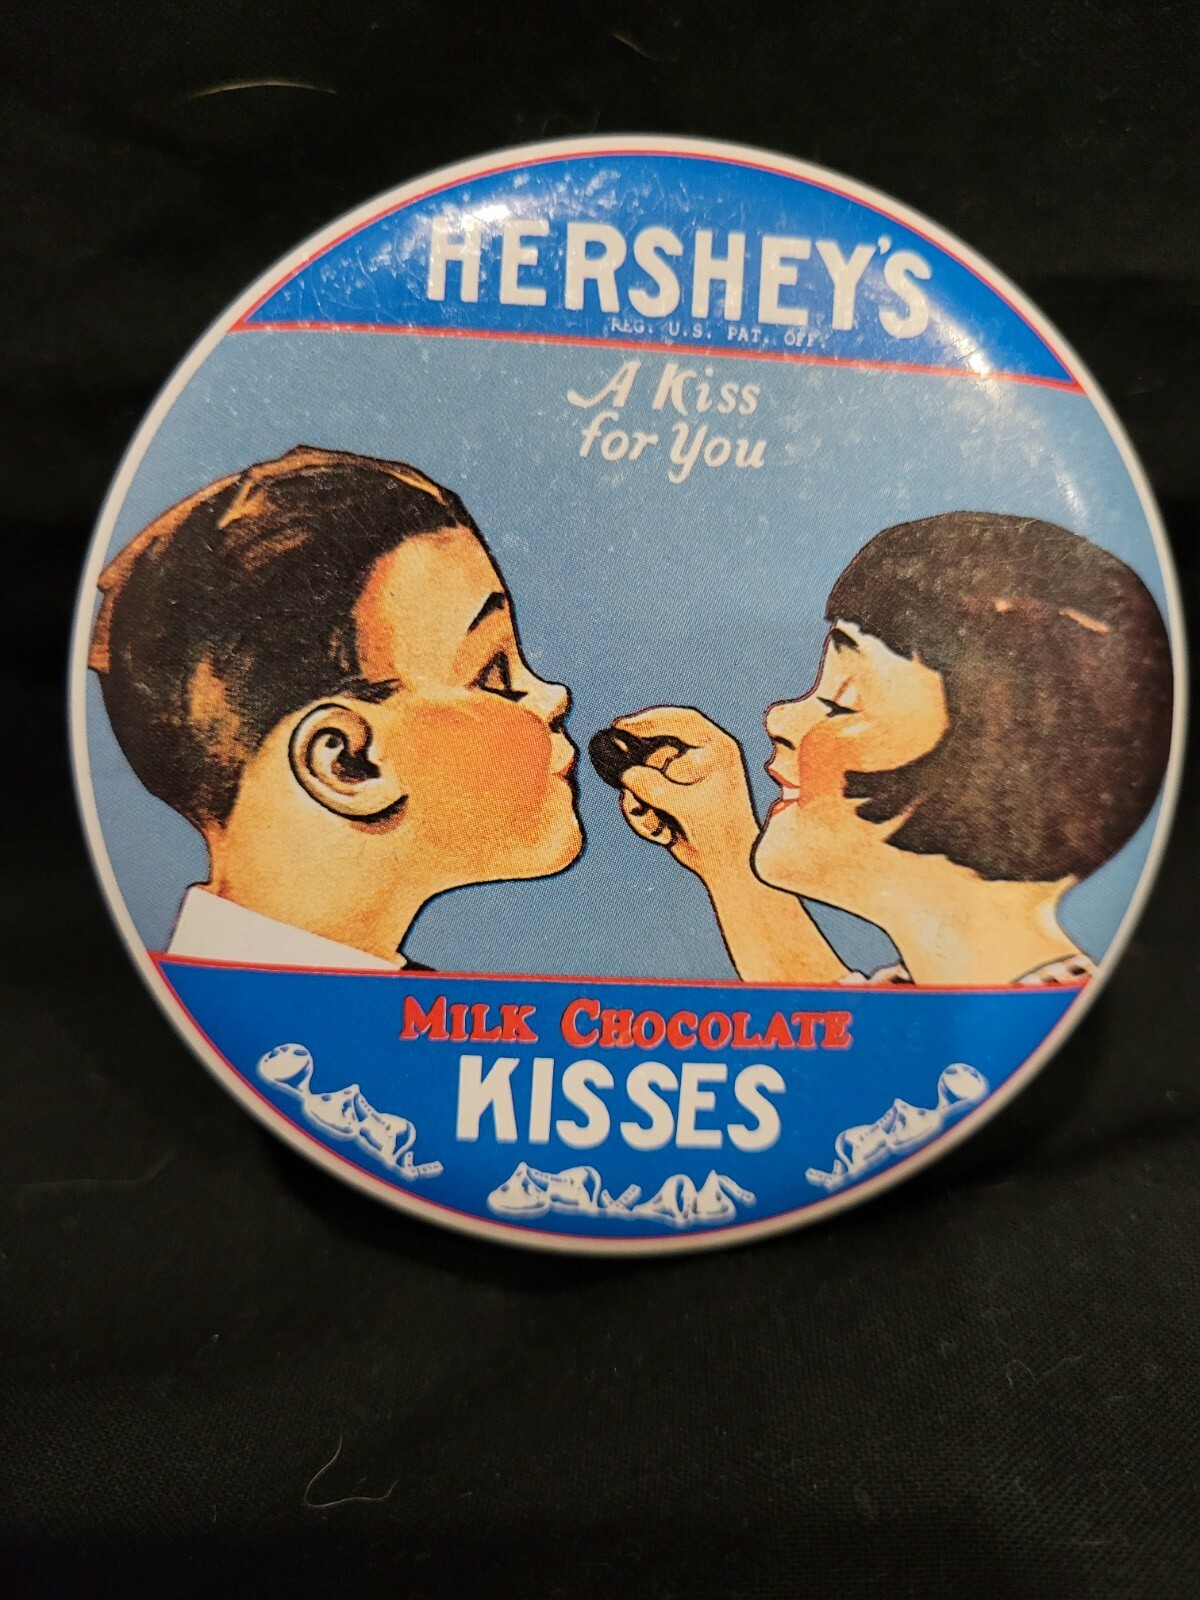 HERSHEY'S
REG. U.S. PAT. OFF.
A Kiss
for You
MILK CHOCOLATE
KISSES